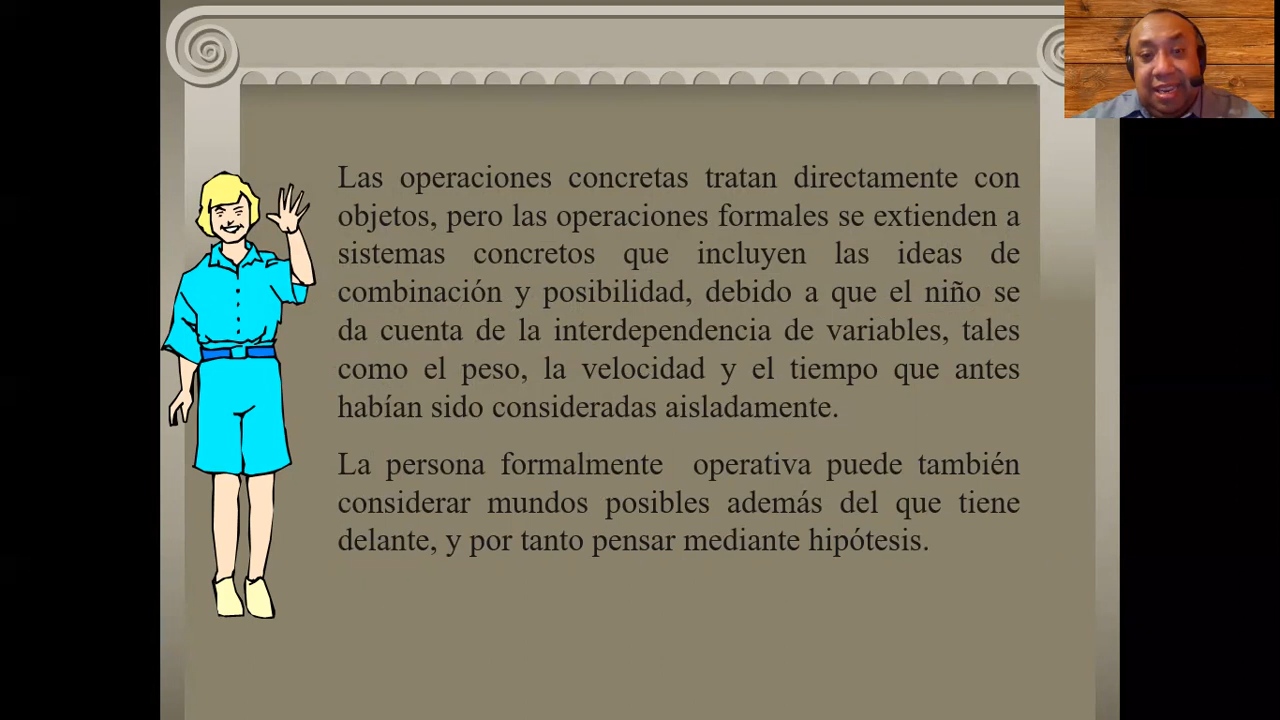 Las operaciones concretas tratan directamente con
objetos, pero las operaciones formales se extienden a
sistemas concretos que incluyen las ideas de
combinación y posibilidad, debido a que el niño se
da cuenta de la interdependencia de variables, tales
como el peso, la velocidad y el tiempo que antes
habían sido consideradas aisladamente.
La persona formalmente operativa puede también
considerar mundos posibles además del que tiene
delante, y por tanto pensar mediante hipótesis.